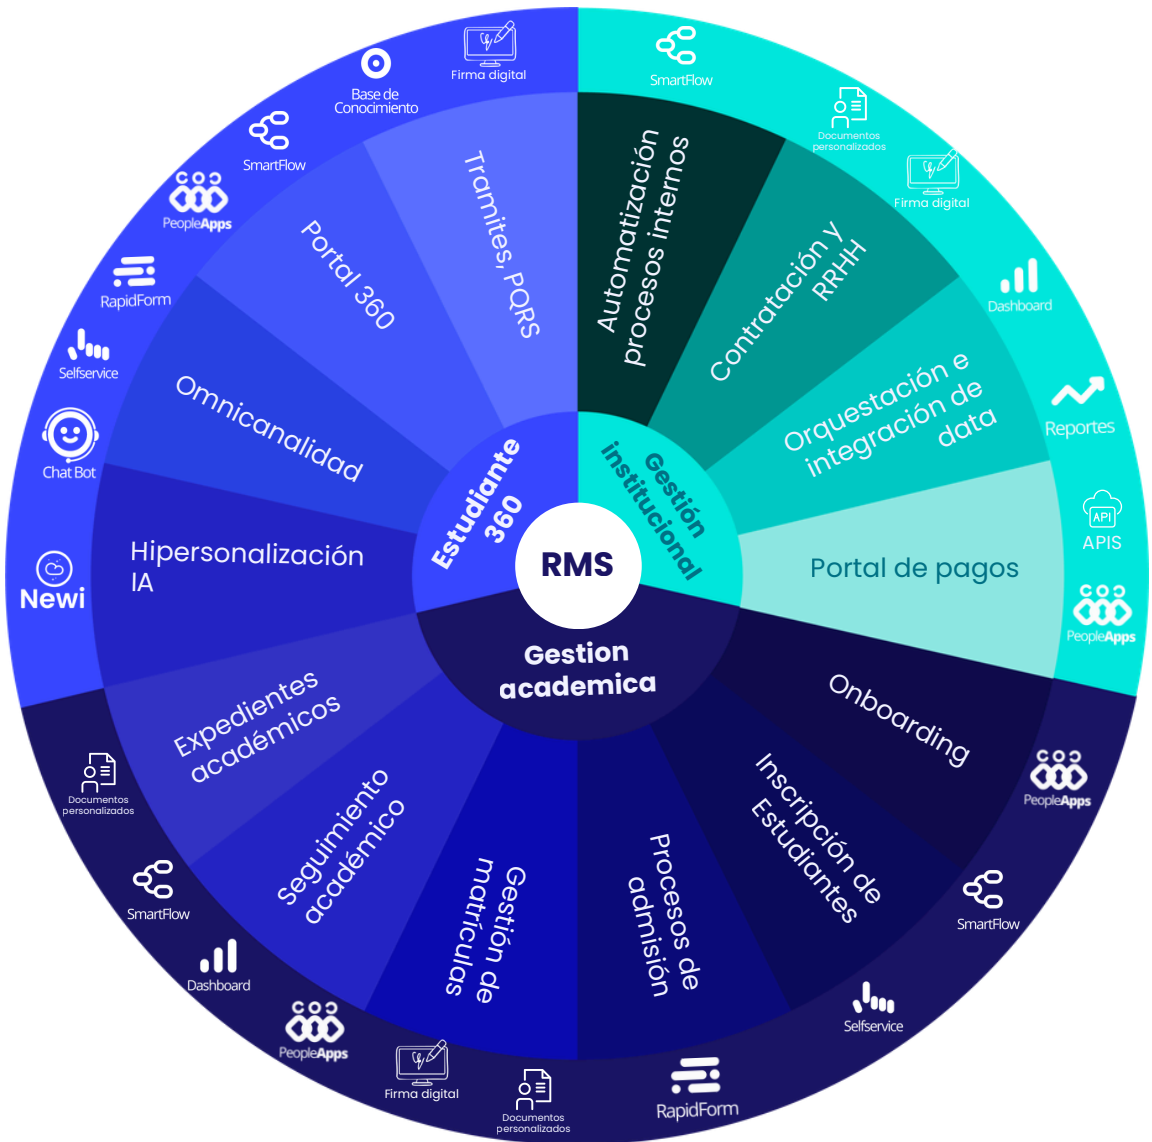 RMS
Estudiante
360
Gestión
institucional
Gestion
academica
Tramites, PQRS
Portal 360
Omnicanalidad
Hipersonalización
IA
Automatización
procesos internos
Contratación y
RRHH
Orquestación e
integración de
data
Portal de pagos
Onboarding
Inscripción de
Estudiantes
Procesos de
admisión
Gestión de
matrículas
Seguimiento
académico
Expedientes
académicos
SmartFlow
Documentos
personalizados
Firma digital
Dashboard
Reportes
API
APIS
PeopleApps
PeopleApps
SmartFlow
Selfservice
RapidForm
Documentos
personalizados
Firma digital
PeopleApps
Dashboard
SmartFlow
Documentos
personalizados
Newi
Chat Bot
Selfservice
RapidForm
PeopleApps
SmartFlow
Base de
Conocimiento
Firma digital